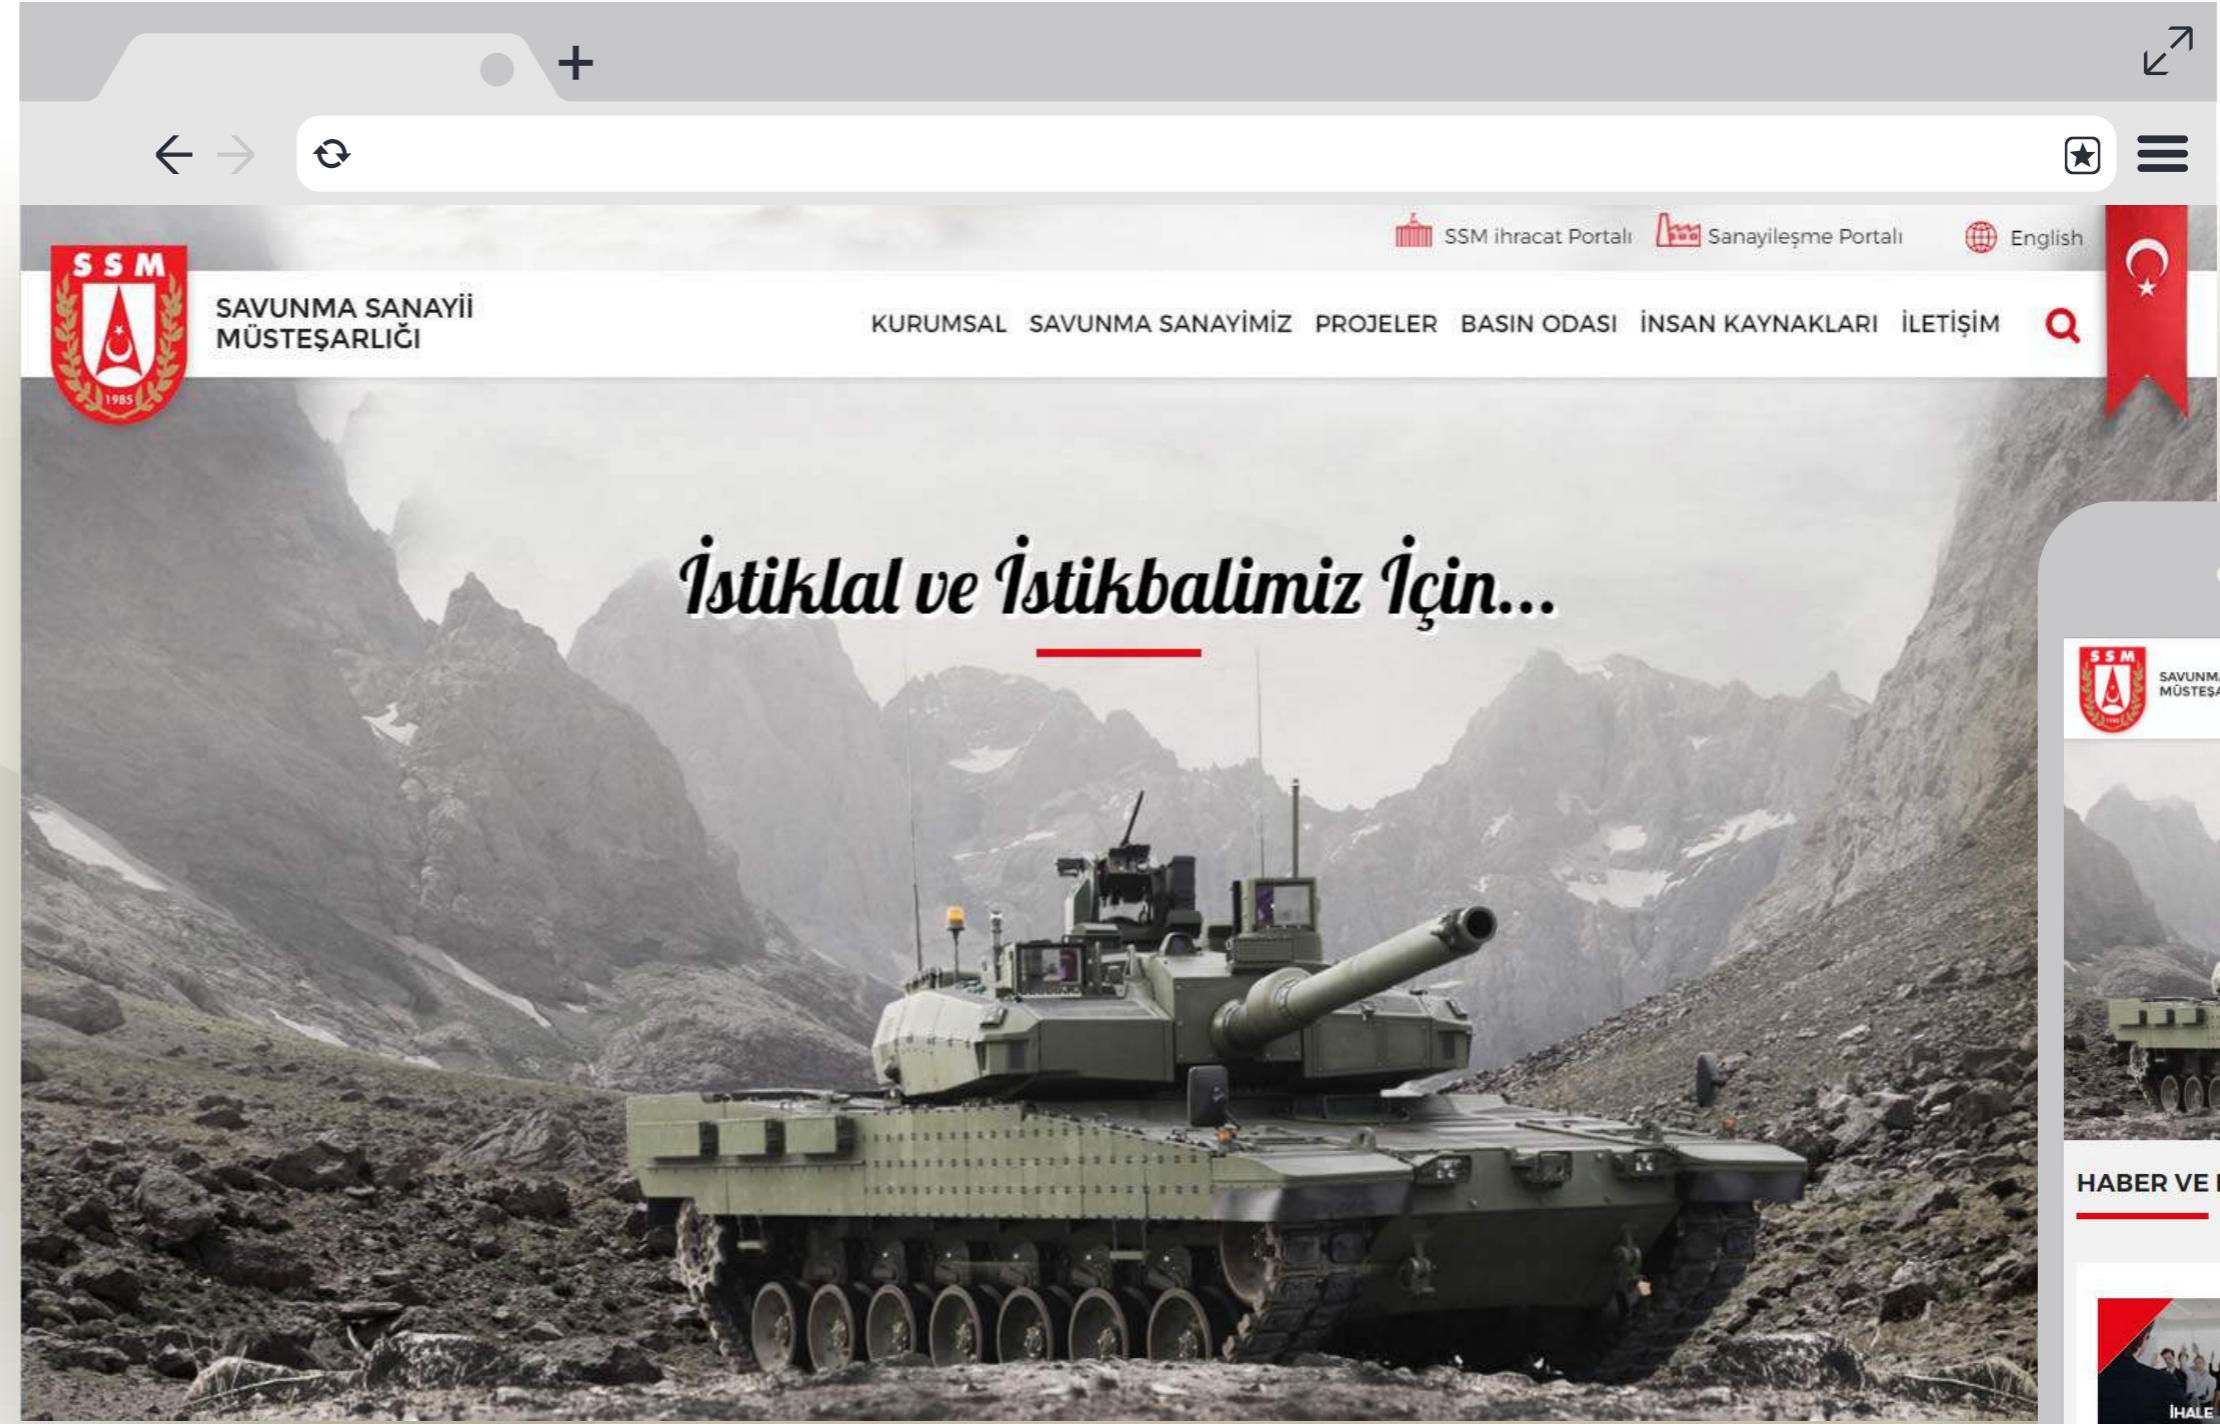 SSM ihracat Portalı
Sanayileşme Portalı
English
SSM
1985
SAVUNMA SANAYİİ
MÜSTEŞARLIĞI
KURUMSAL SAVUNMA SANAYİMİZ PROJELER BASIN ODASI İNSAN KAYNAKLARI İLETİŞİM
İstiklal ve İstikbalimiz İçin...
SSM
HABER VE
İHALE